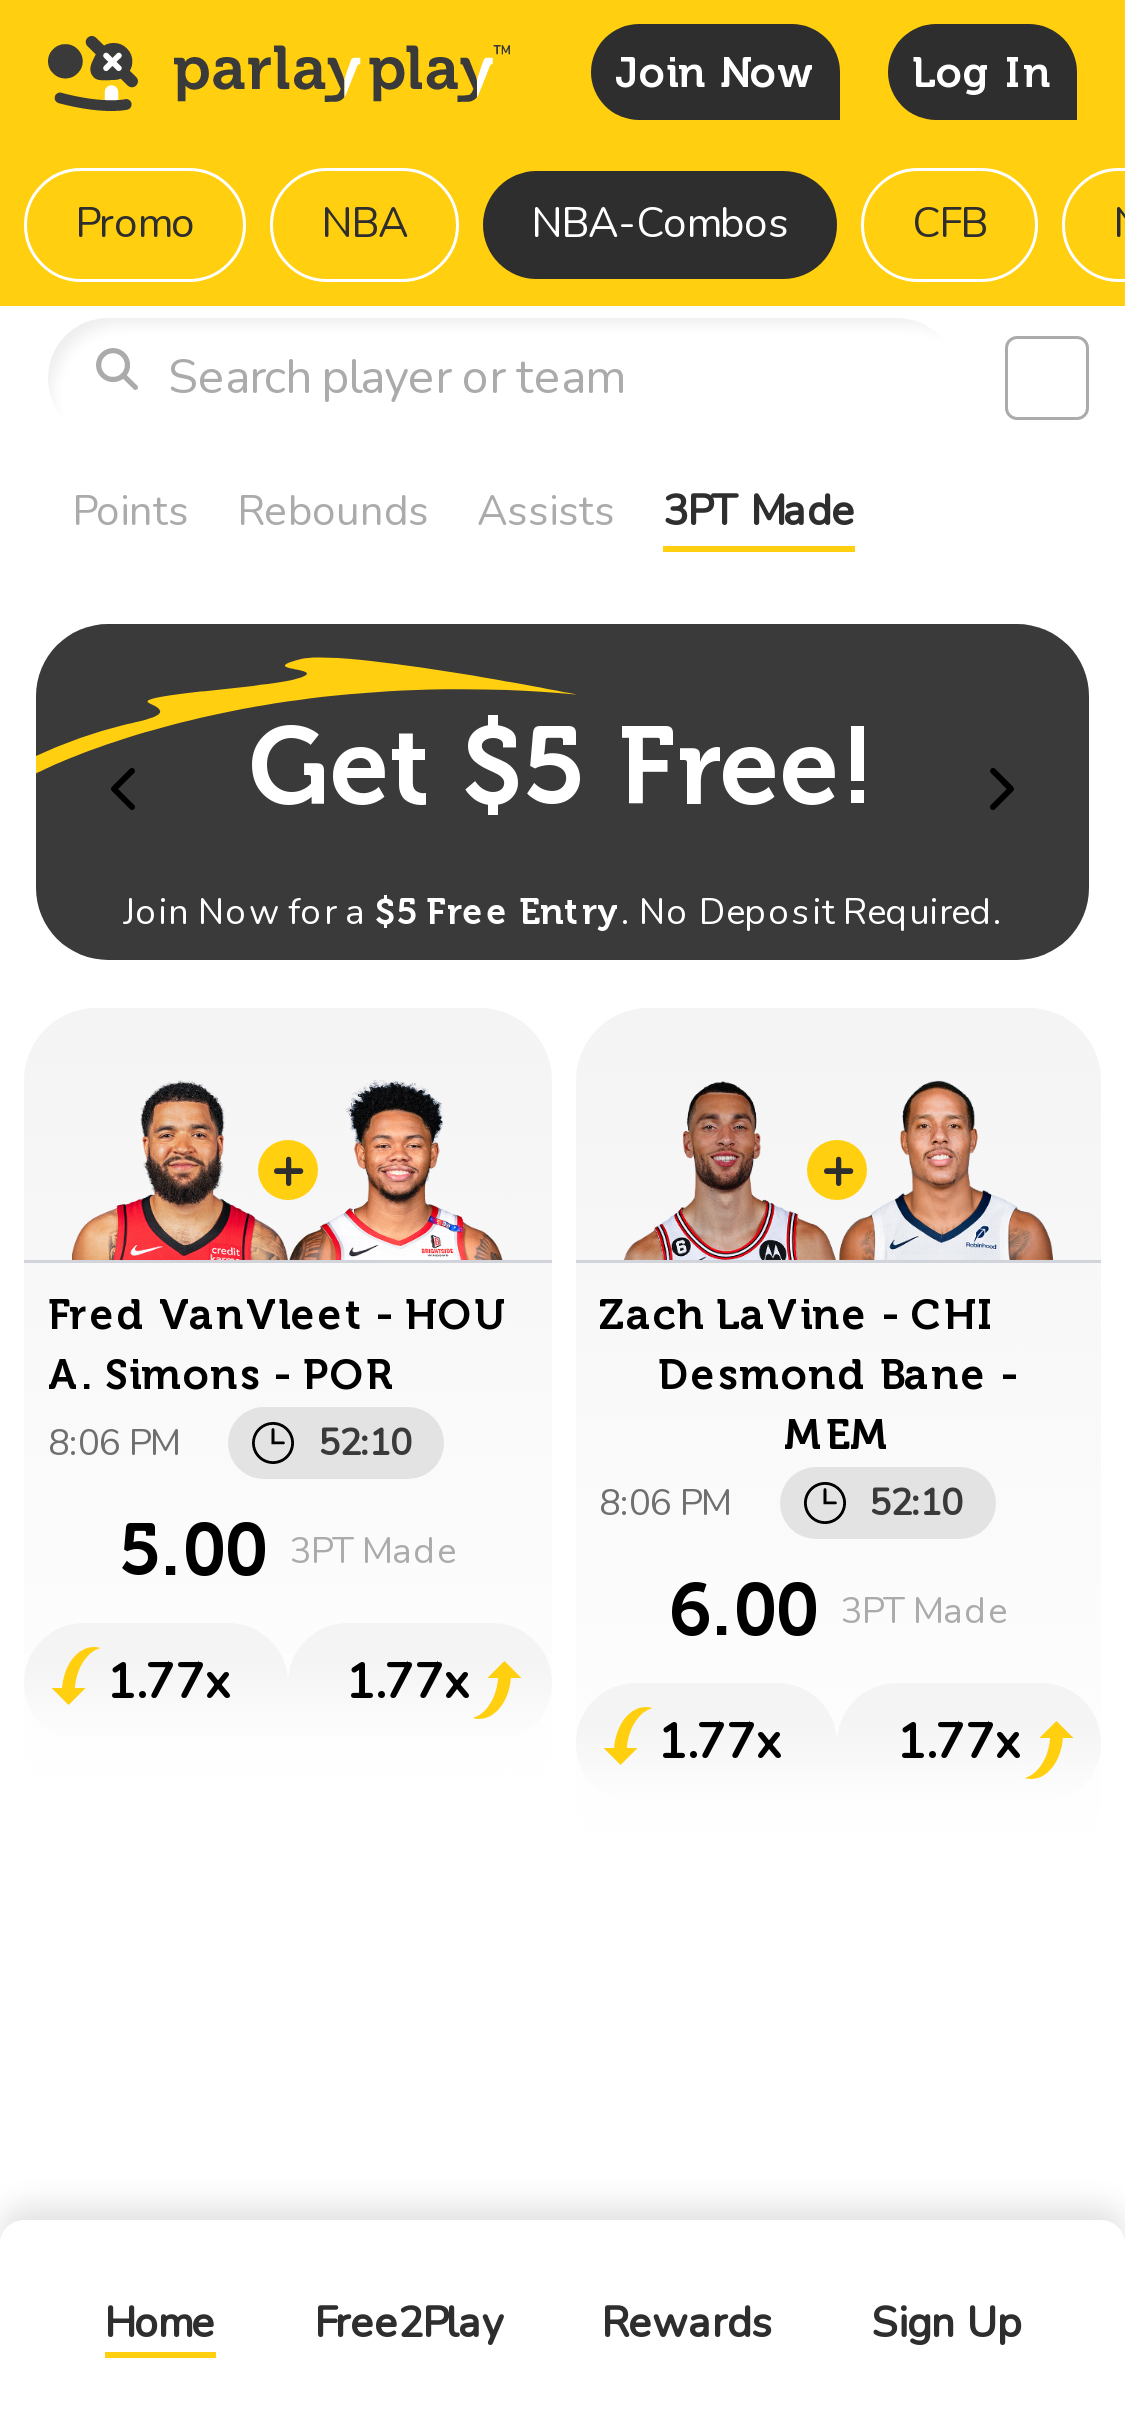 parlayplay™
Join Now
Log In
Promo
NBA
NBA-Combos
CFB
Search player or team
Points
Rebounds
Assists
3PT Made
Get $5 Free!
Join Now for a $5 Free Entry. No Deposit Required.
Fred VanVleet - HOU
A. Simons - POR
8:06 PM
52:10
5.00 3PT Made
1.77x
1.77x
Zach LaVine - CHI
Desmond Bane -
MEM
8:06 PM
52:10
6.00 3PT Made
1.77x
1.77x
Home
Free2Play
Rewards
Sign Up